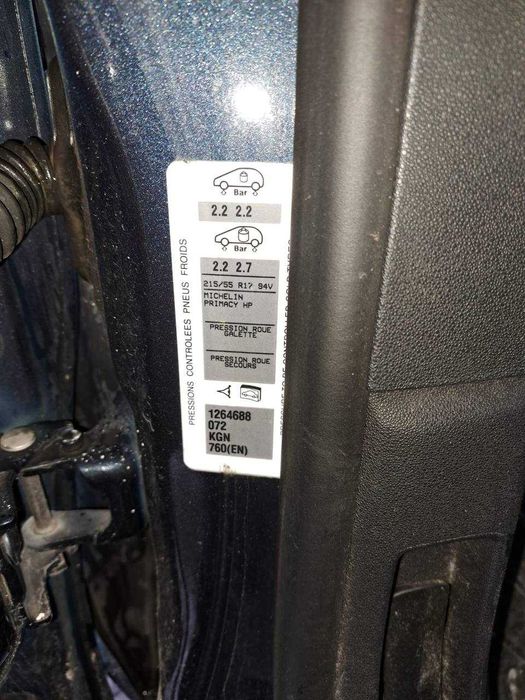 Bar
2.2 2.2
Bar
2.2 2.7
215/55 R17 94V
MICHELIN
PRIMACY HP
PRESSION ROUE
GALETTE
PRESSION ROUE
SECOURS
1264688
072
KGN
760(EN)
PRESSIONS CONTROLEES PNEUS FROIDS